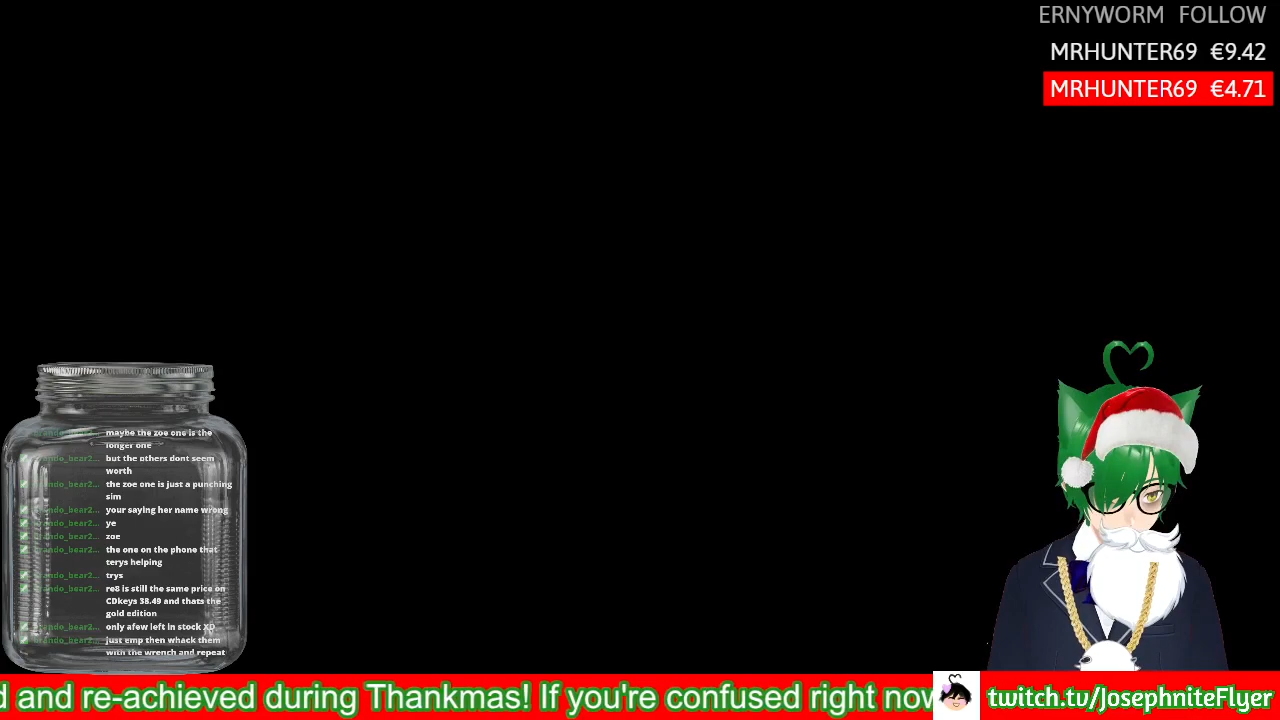 ERNYWORM FOLLOW
MRHUNTER69 €9.42
MRHUNTER69 €4.71
maybe the zoe one is the
longer one
but the others dont seem
worth
the zoe one is just a punching
sim
your saying her name wrong
ye
zoe
the one on the phone that
terys helping
trys
re8 is still the same price on
CDkeys 38.49 and thats the
gold edition
only afew left in stock XD
just emp then whack them
with the wrench and repeat
d and re-achieved during Thankmas! If you're confused right now
twitch.tv/JosephniteFlyer